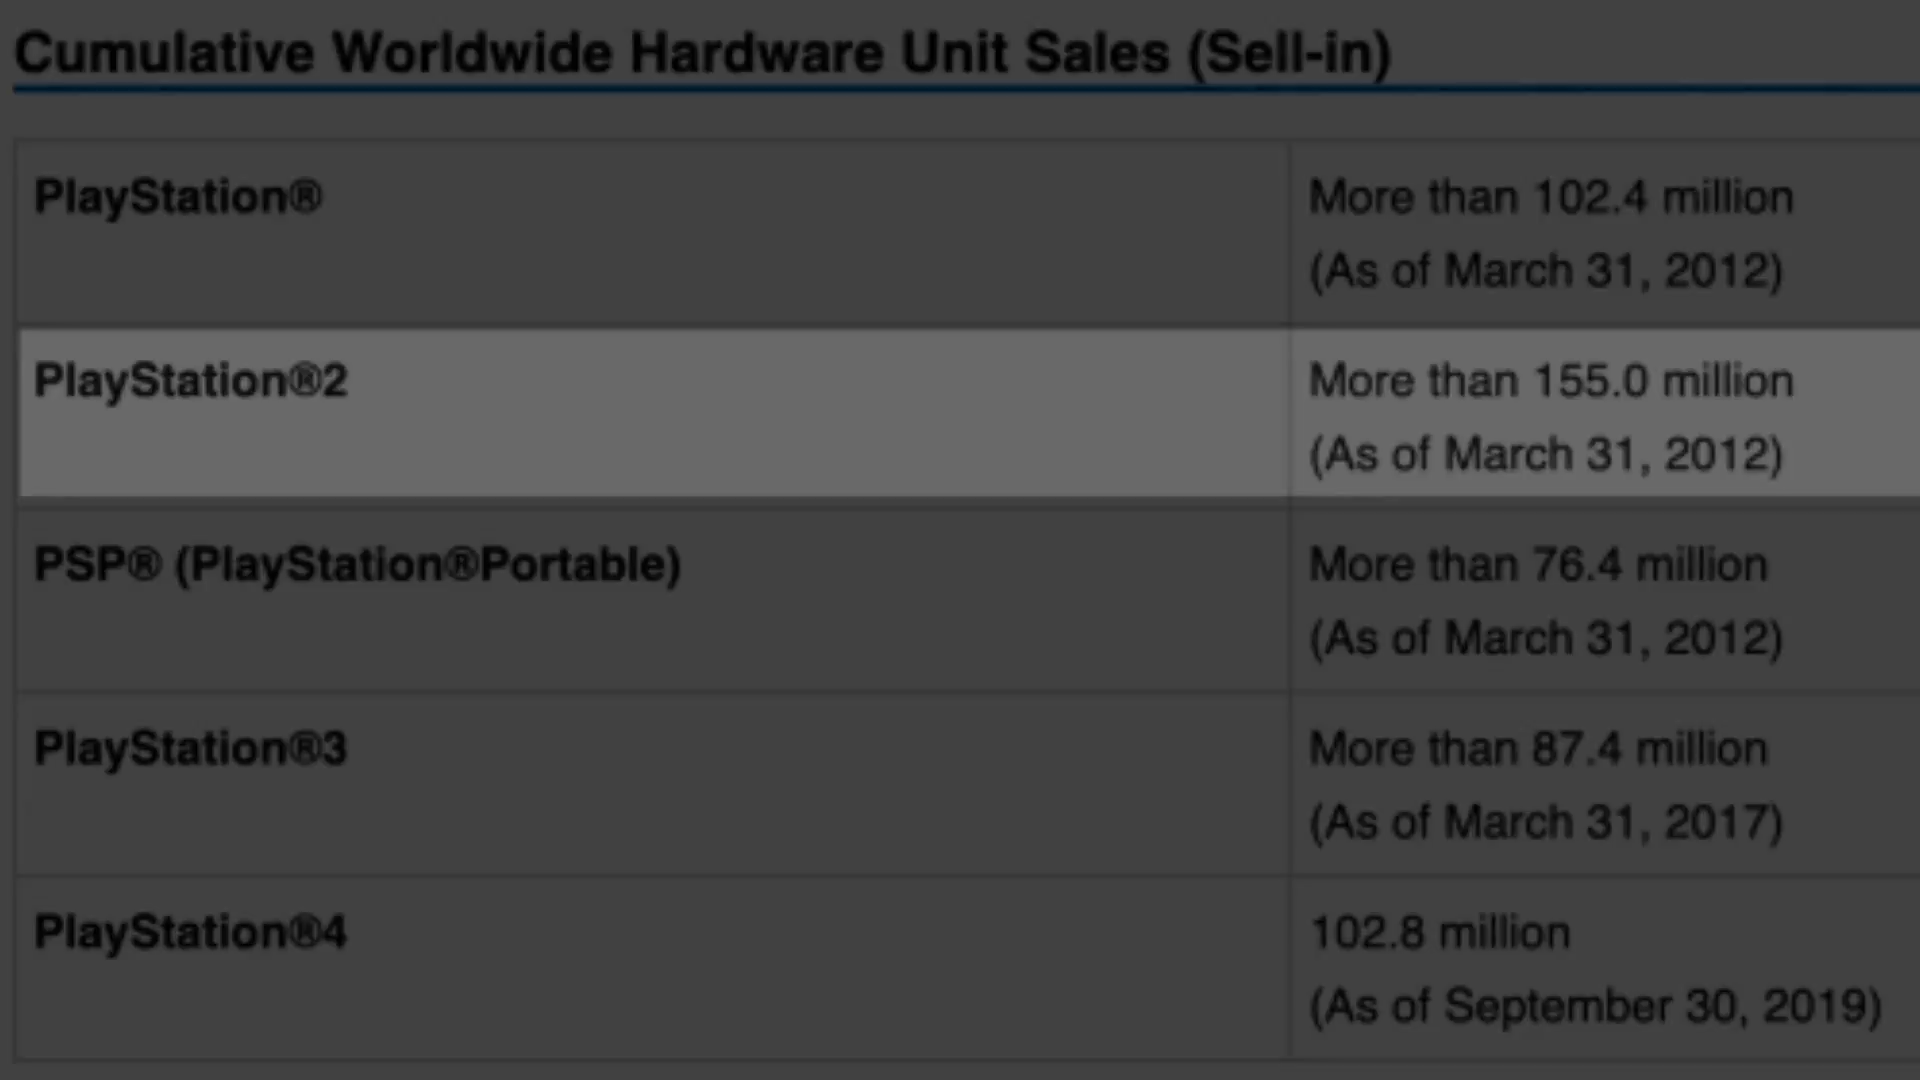 Cumulative Worldwide Hardware Unit Sales (Sell-in)
PlayStation®
More than 102.4 million
(As of March 31, 2012)
PlayStation®2
More than 155.0 million
(As of March 31, 2012)
PSP® (PlayStation®Portable)
More than 76.4 million
(As of March 31, 2012)
PlayStation®3
More than 87.4 million
(As of March 31, 2017)
PlayStation®4
102.8 million
(As of September 30, 2019)